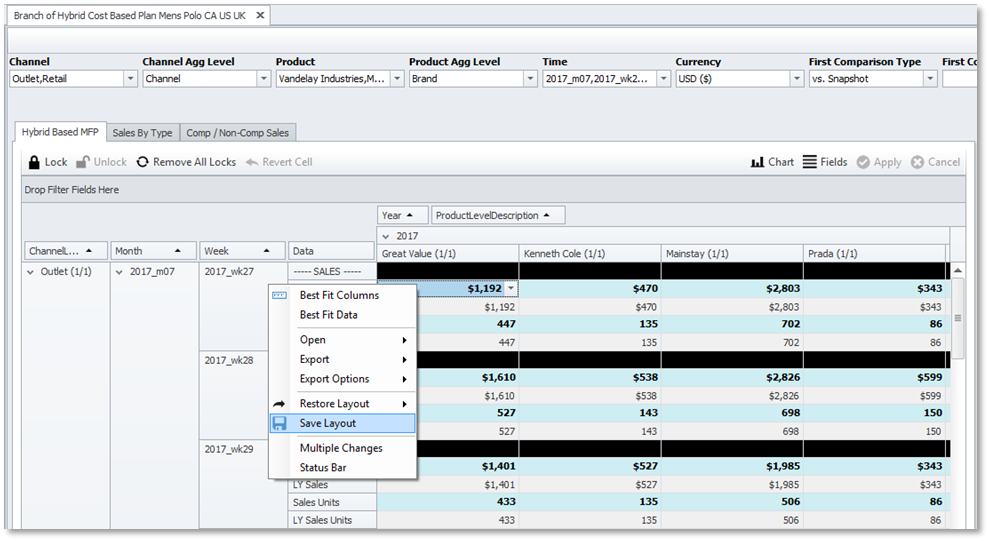 Branch of Hybrid Cost Based Plan Mens Polo CA US UK
Channel Channel Agg Level Product Product Agg Level Time Currency First Comparison Type First Co
Outlet,Retail Channel Vandelay Industries,M... Brand 2017_m07,2017_wk2... USD ($) vs. Snapshot
Hybrid Based MFP Sales By Type Comp / Non-Comp Sales
Lock Unlock Remove All Locks Revert Cell Chart Fields Apply Cancel
Drop Filter Fields Here
Year ProductLevelDescription
2017
ChannelL... Month Week Data Great Value (1/1) Kenneth Cole (1/1) Mainstay (1/1) Prada (1/1)
Outlet (1/1) 2017_m07 2017_wk27 ----- SALES -----
$1,192 $470 $2,803 $343
Best Fit Columns
$1,192 $470 $2,803 $343
Best Fit Data
447 135 702 86
Open
447 135 702 86
Export
2017_wk28
Export Options
$1,610 $538 $2,826 $599
$1,610 $538 $2,826 $599
Restore Layout
527 143 698 150
Save Layout
527 143 698 150
Multiple Changes
2017_wk29
Status Bar
$1,401 $527 $1,985 $343
LY Sales $1,401 $527 $1,985 $343
Sales Units 433 135 506 86
LY Sales Units 433 135 506 86